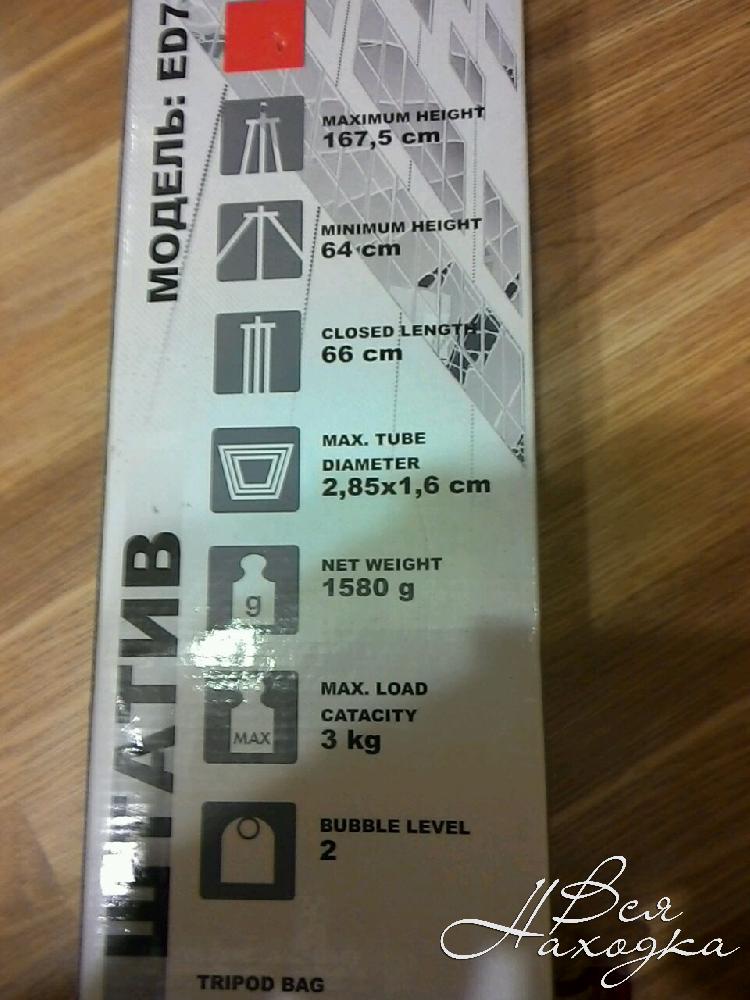 МОДЕЛЬ: ED7
MAXIMUM HEIGHT
167,5 cm
MINIMUM HEIGHT
64 cm
CLOSED LENGTH
66 cm
MAX. TUBE
DIAMETER
2,85x1,6 cm
g
NET WEIGHT
1580 g
MAX
MAX. LOAD
CATACITY
3 kg
BUBBLE LEVEL
2
ШТАТИВ
TRIPOD BAG
Вся
Находка